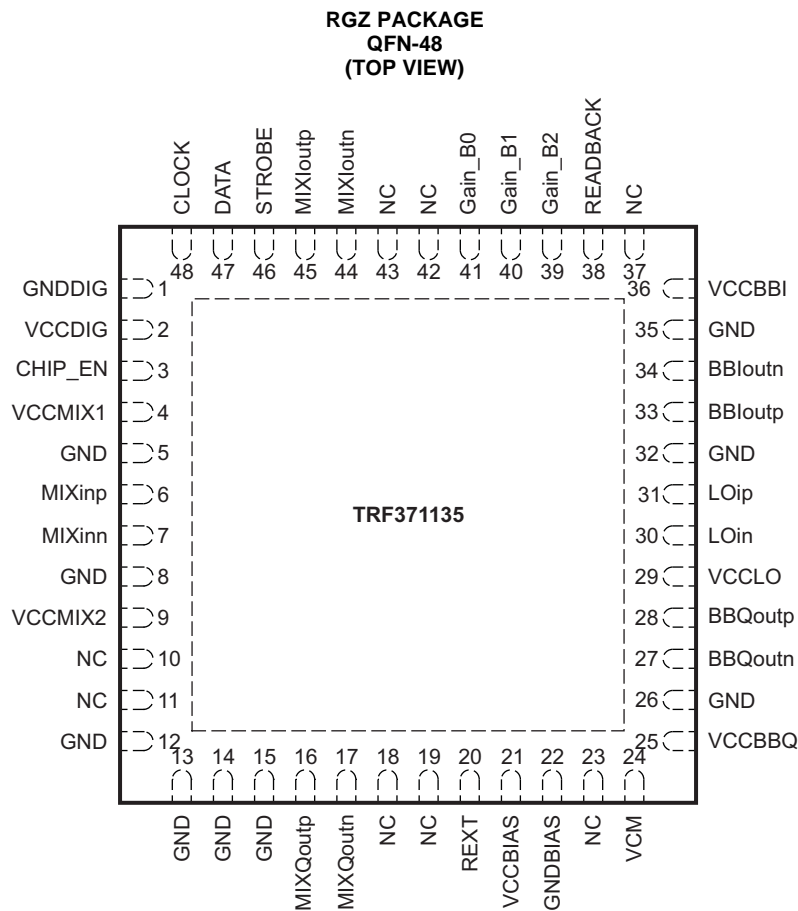 RGZ PACKAGE
QFN-48
(TOP VIEW)
CLOCK
DATA
STROBE
MIXIoutp
MIXIoutn
NC
NC
Gain_B0
Gain_B1
Gain_B2
READBACK
NC
48 47 46 45 44 43 42 41 40 39 38 37
GNDDIG 1
VCCDIG 2
CHIP_EN 3
VCCMIX1 4
GND 5
MIXinp 6
MIXinn 7
GND 8
VCCMIX2 9
NC 10
NC 11
GND 12
TRF371135
36 VCCBBI
35 GND
34 BBIoutn
33 BBIoutp
32 GND
31 LOip
30 LOin
29 VCCLO
28 BBQoutp
27 BBQoutn
26 GND
25 VCCBBQ
13 14 15 16 17 18 19 20 21 22 23 24
GND
GND
GND
MIXQoutp
MIXQoutn
NC
NC
REXT
VCCBIAS
GNDBIAS
NC
VCM